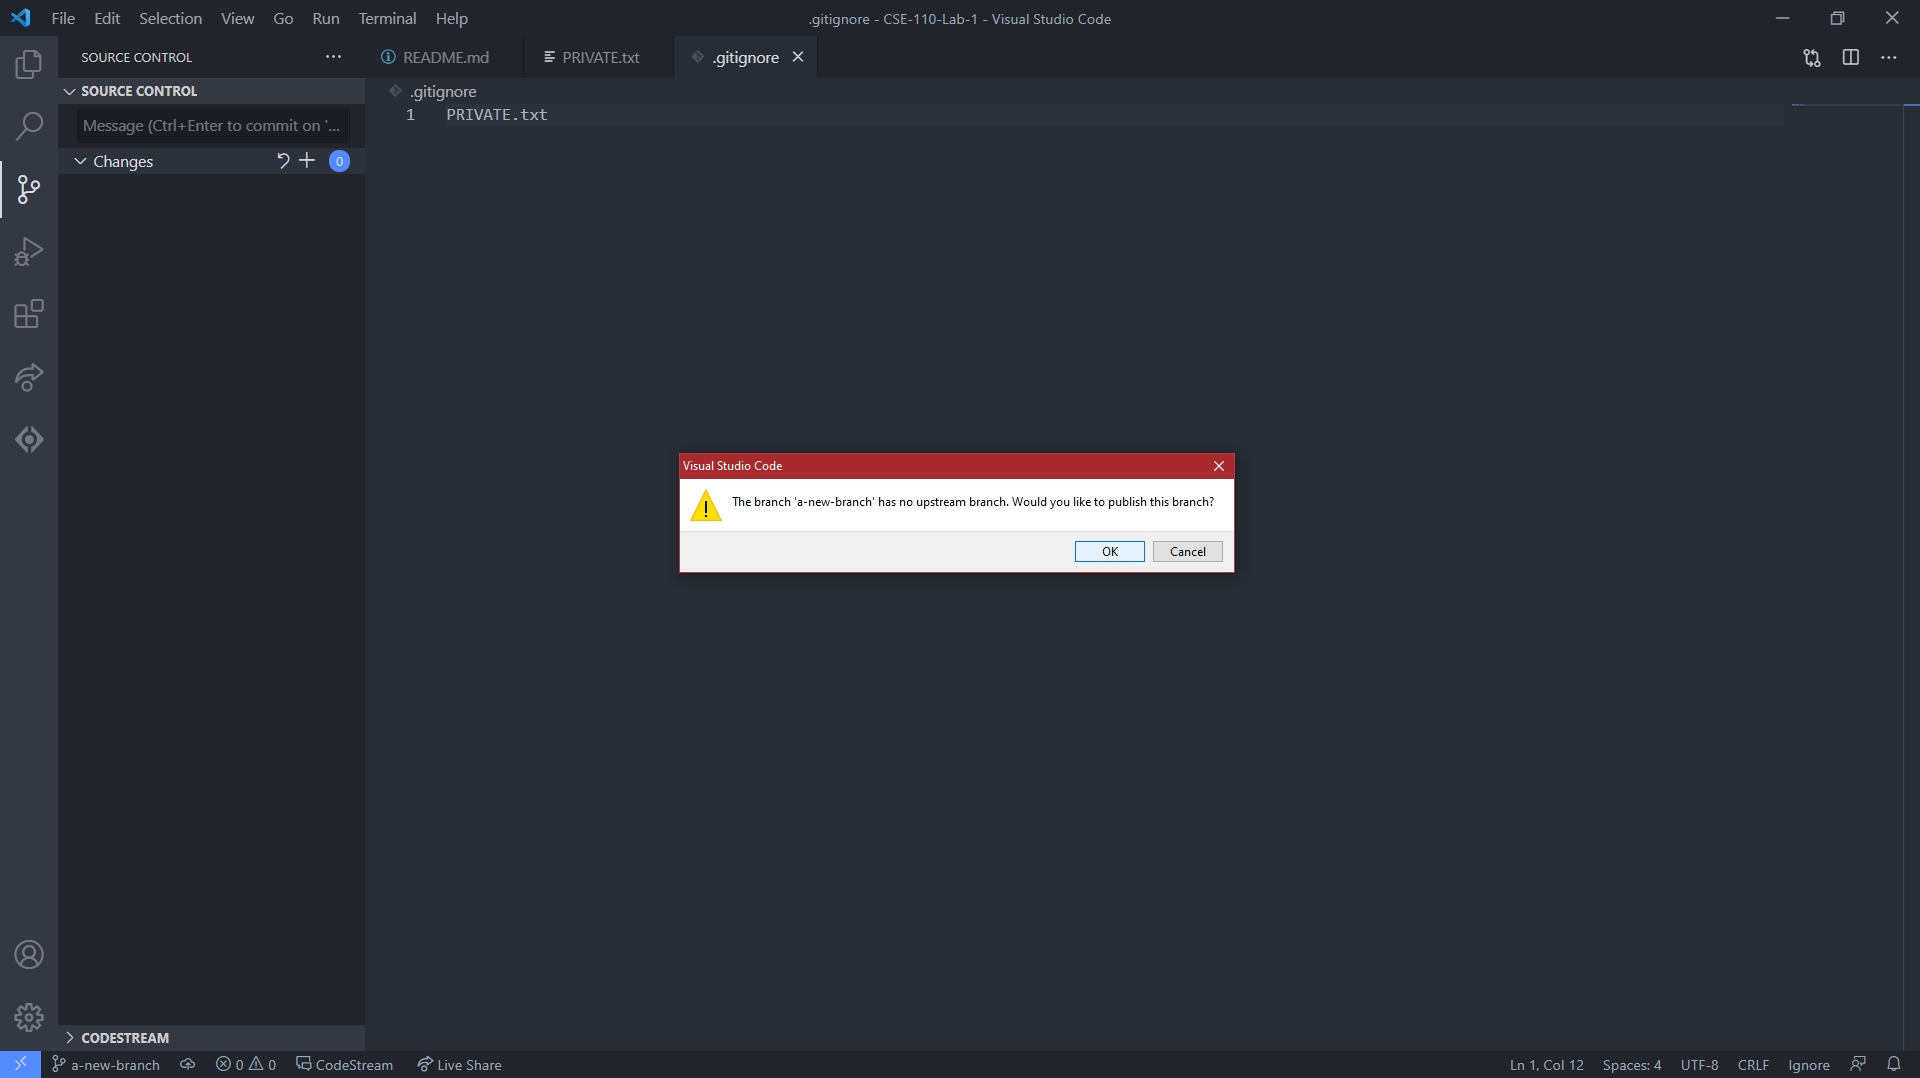 File Edit Selection View Go Run Terminal Help
.gitignore - CSE-110-Lab-1 - Visual Studio Code
SOURCE CONTROL
README.md
PRIVATE.txt
.gitignore
SOURCE CONTROL
.gitignore
Message (Ctrl+Enter to commit on '...
1 PRIVATE.txt
Changes
0
Visual Studio Code
The branch 'a-new-branch' has no upstream branch. Would you like to publish this branch?
OK Cancel
CODESTREAM
a-new-branch 0 0 CodeStream Live Share Ln 1, Col 12 Spaces: 4 UTF-8 CRLF Ignore